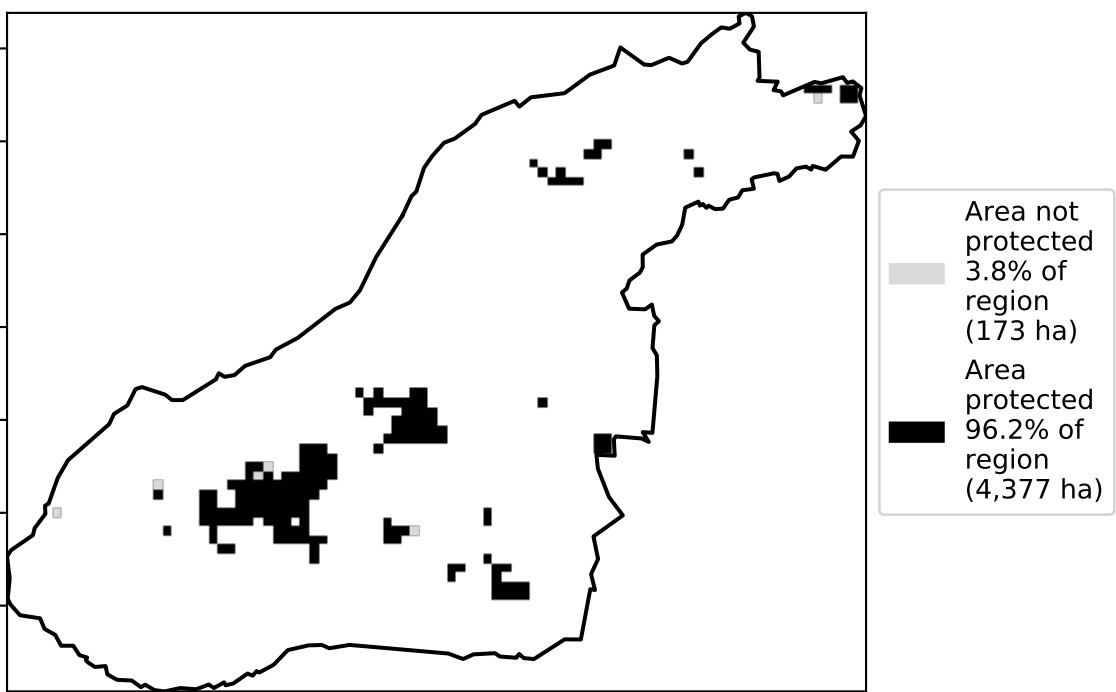 Area not
protected
3.8% of
region
(173 ha)
Area
protected
96.2% of
region
(4,377 ha)